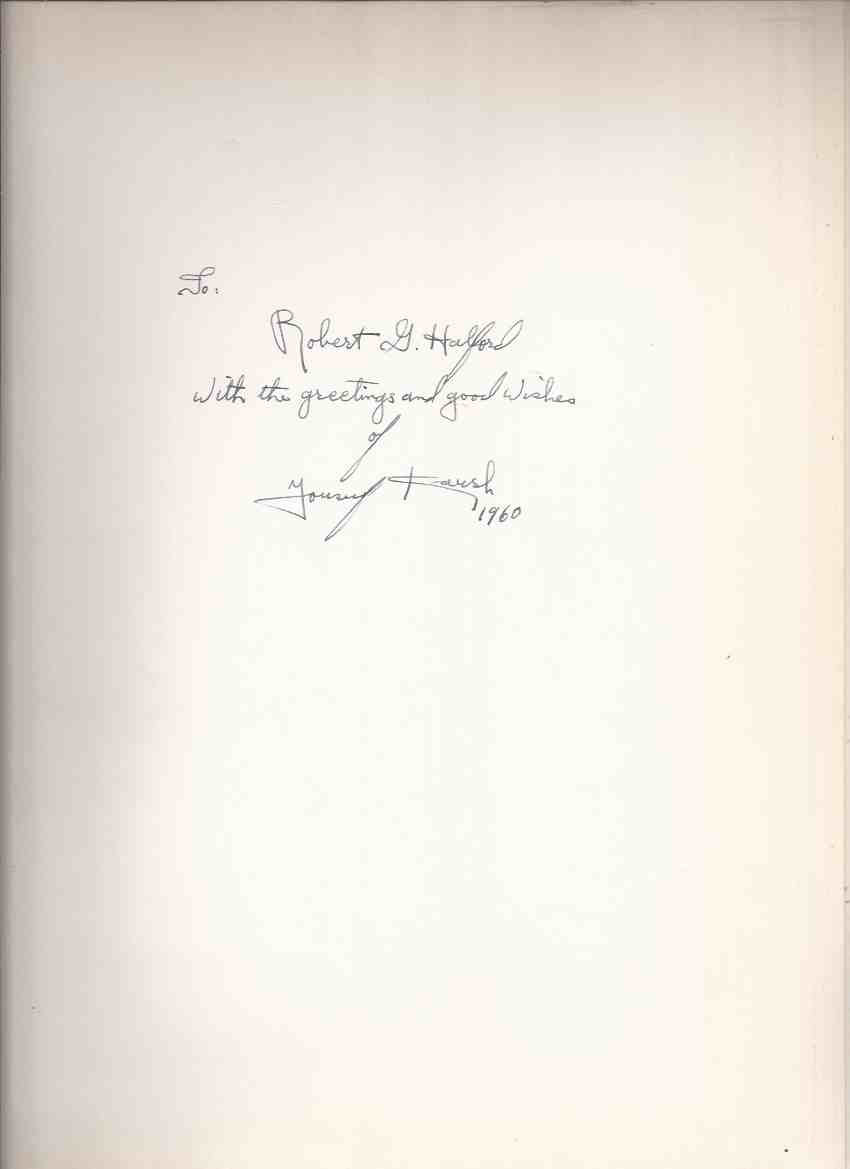 To:
Robert G. Halford
With the greetings and good wishes
of
Yousuf Karsh
1960